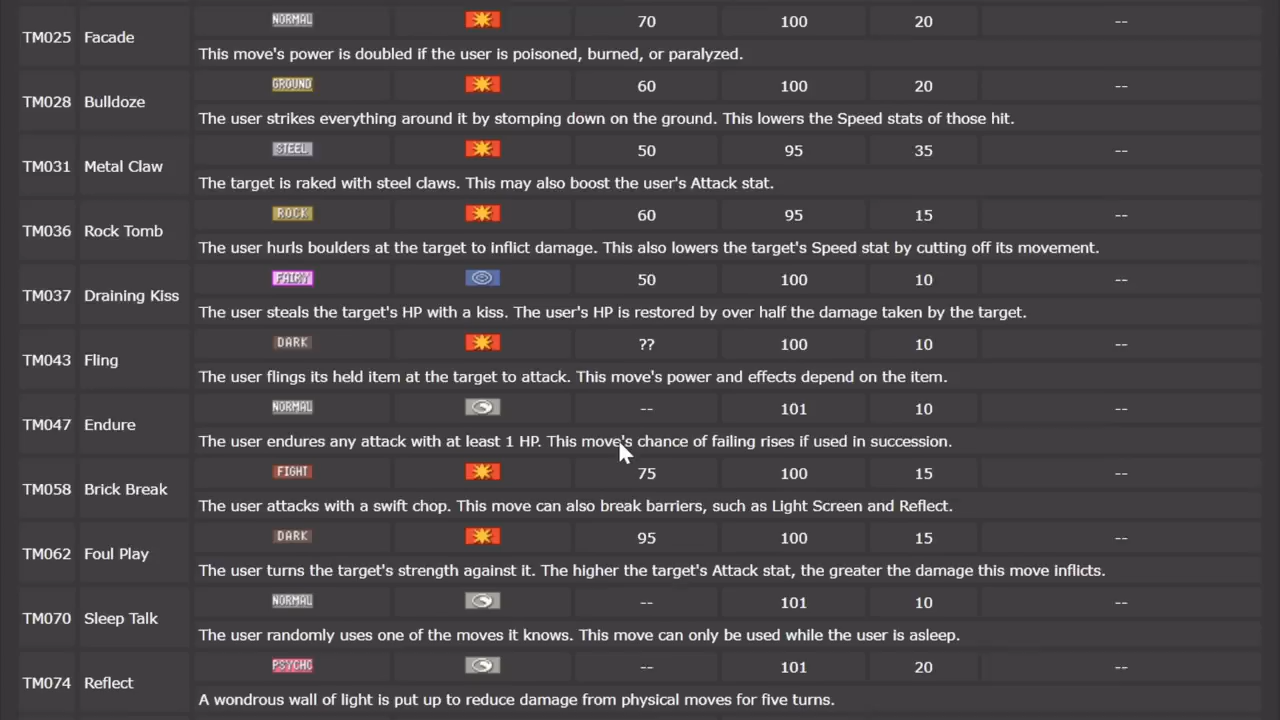 TM025 Facade NORMAL 70 100 20 --
This move's power is doubled if the user is poisoned, burned, or paralyzed.
TM028 Bulldoze GROUND 60 100 20 --
The user strikes everything around it by stomping down on the ground. This lowers the Speed stats of those hit.
TM031 Metal Claw STEEL 50 95 35 --
The target is raked with steel claws. This may also boost the user's Attack stat.
TM036 Rock Tomb ROCK 60 95 15 --
The user hurls boulders at the target to inflict damage. This also lowers the target's Speed stat by cutting off its movement.
TM037 Draining Kiss FAIRY 50 100 10 --
The user steals the target's HP with a kiss. The user's HP is restored by over half the damage taken by the target.
TM043 Fling DARK ?? 100 10 --
The user flings its held item at the target to attack. This move's power and effects depend on the item.
TM047 Endure NORMAL -- 101 10 --
The user endures any attack with at least 1 HP. This move's chance of failing rises if used in succession.
TM058 Brick Break FIGHT 75 100 15 --
The user attacks with a swift chop. This move can also break barriers, such as Light Screen and Reflect.
TM062 Foul Play DARK 95 100 15 --
The user turns the target's strength against it. The higher the target's Attack stat, the greater the damage this move inflicts.
TM070 Sleep Talk NORMAL -- 101 10 --
The user randomly uses one of the moves it knows. This move can only be used while the user is asleep.
TM074 Reflect PSYCHO -- 101 20 --
A wondrous wall of light is put up to reduce damage from physical moves for five turns.